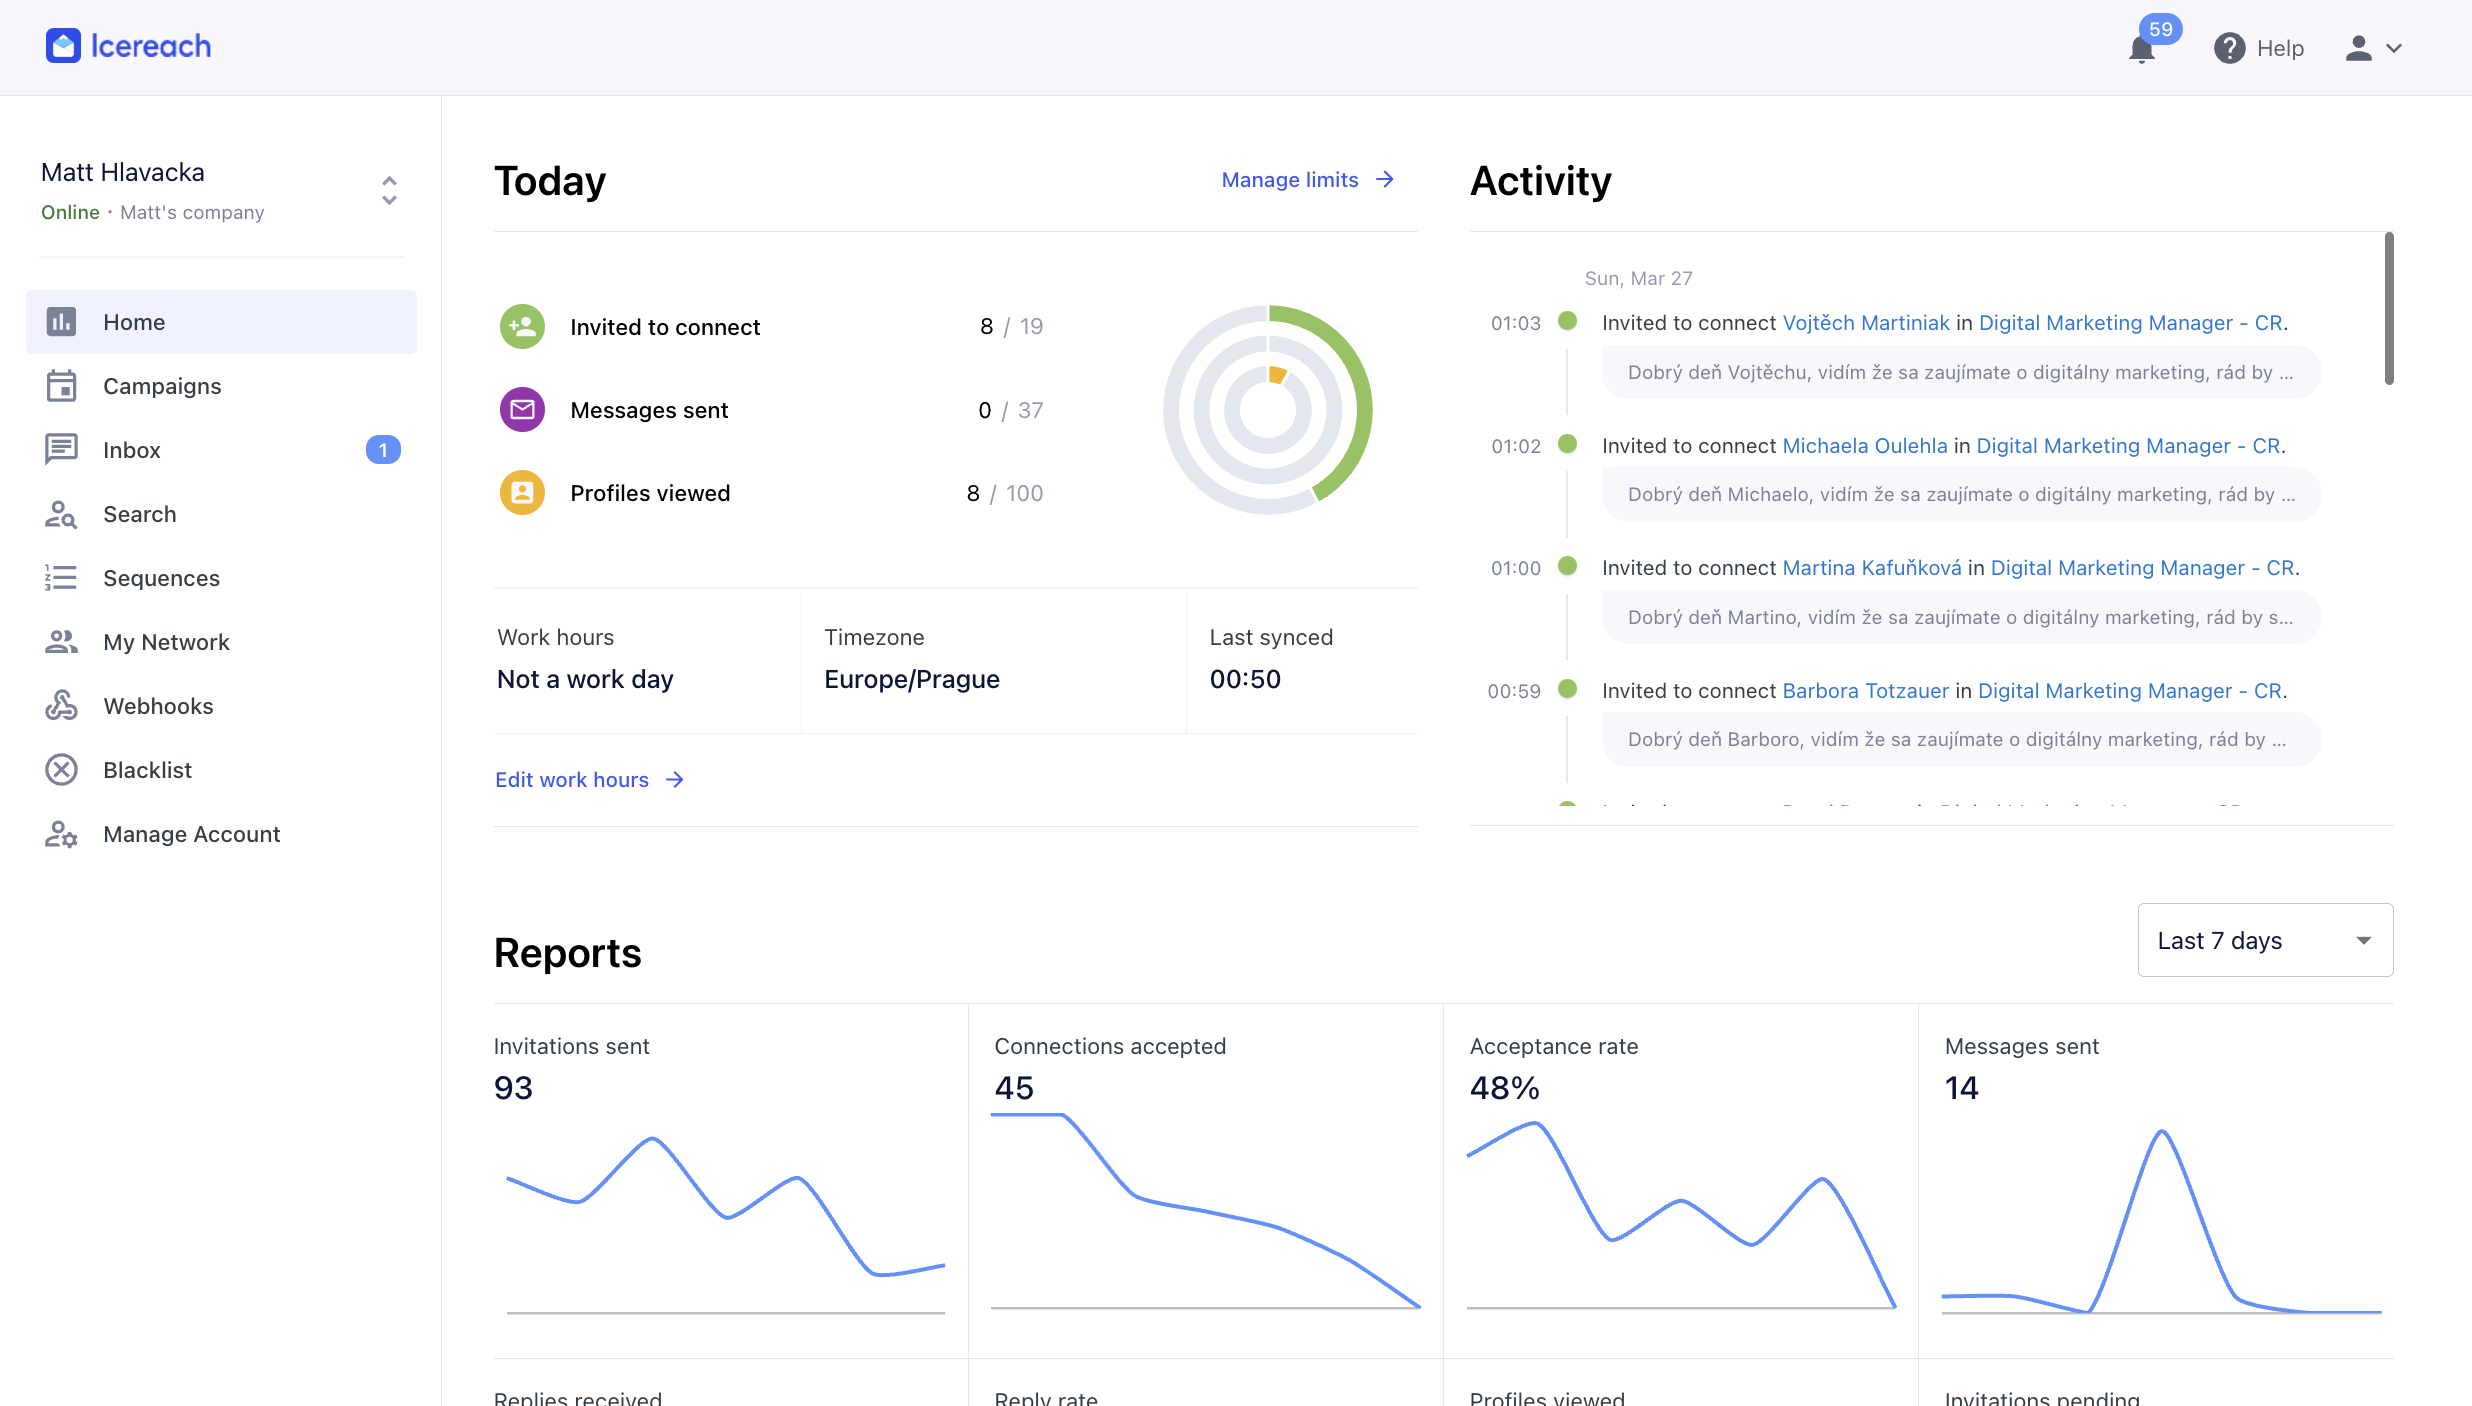 Icereach
59
Help
Matt Hlavacka
Online · Matt's company
Home
Campaigns
Inbox
1
Search
Sequences
My Network
Webhooks
Blacklist
Manage Account
Today
Manage limits
Invited to connect
8 / 19
Messages sent
0 / 37
Profiles viewed
8 / 100
Work hours
Not a work day
Timezone
Europe/Prague
Last synced
00:50
Edit work hours
Activity
Sun, Mar 27
01:03
Invited to connect Vojtěch Martiniak in Digital Marketing Manager - CR.
Dobrý deň Vojtěchu, vidím že sa zaujímate o digitálny marketing, rád by ...
01:02
Invited to connect Michaela Oulehla in Digital Marketing Manager - CR.
Dobrý deň Michaelo, vidím že sa zaujímate o digitálny marketing, rád by ...
01:00
Invited to connect Martina Kafuňková in Digital Marketing Manager - CR.
Dobrý deň Martino, vidím že sa zaujímate o digitálny marketing, rád by s...
00:59
Invited to connect Barbora Totzauer in Digital Marketing Manager - CR.
Dobrý deň Barboro, vidím že sa zaujímate o digitálny marketing, rád by ...
Reports
Last 7 days
Invitations sent
93
Connections accepted
45
Acceptance rate
48%
Messages sent
14
Replies received
Reply rate
Profiles viewed
Invitations pending